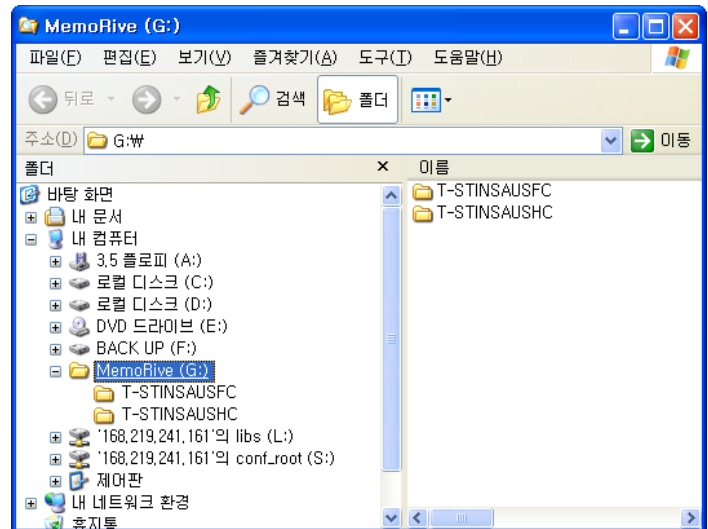 MemoRive (G:)
파일(F) 편집(E) 보기(V) 즐겨찾기(A) 도구(T) 도움말(H)
뒤로 검색 폴더
주소(D) G:₩ 이동
폴더 × 이름
바탕 화면
내 문서
내 컴퓨터
3,5 플로피 (A:)
로컬 디스크 (C:)
로컬 디스크 (D:)
DVD 드라이브 (E:)
BACK UP (F:)
MemoRive (G:)
T-STINSAUSFC
T-STINSAUSHC
'168,219,241,161'의 libs (L:)
'168,219,241,161'의 conf_root (S:)
제어판
내 네트워크 환경
휴지통
T-STINSAUSFC
T-STINSAUSHC